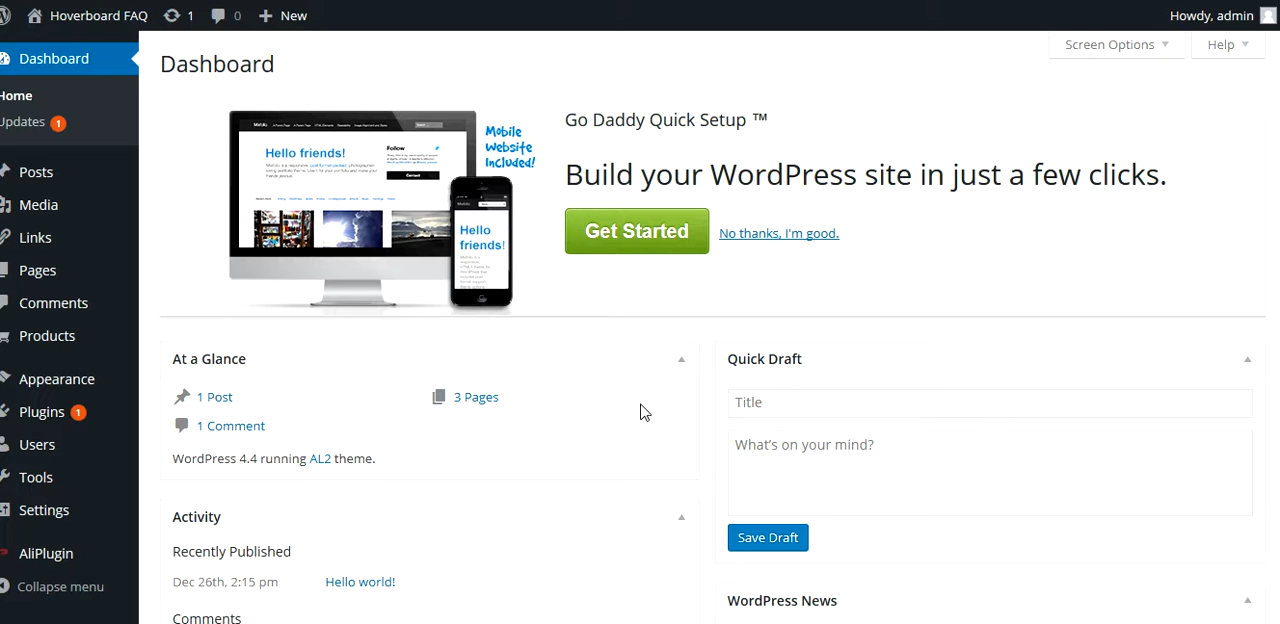 Hoverboard FAQ 1 0 New Howdy, admin
Screen Options Help
Dashboard
Home
Updates 1
Posts
Media
Links
Pages
Comments
Products
Appearance
Plugins 1
Users
Tools
Settings
AliPlugin
Collapse menu
Dashboard
Hello friends!
Follow
Mobile
Website
Included!
Hello
friends!
Go Daddy Quick Setup ™
Build your WordPress site in just a few clicks.
Get Started No thanks, I'm good.
At a Glance
1 Post 3 Pages
1 Comment
WordPress 4.4 running AL2 theme.
Activity
Recently Published
Dec 26th, 2:15 pm Hello world!
Comments
Quick Draft
Title
What's on your mind?
Save Draft
WordPress News